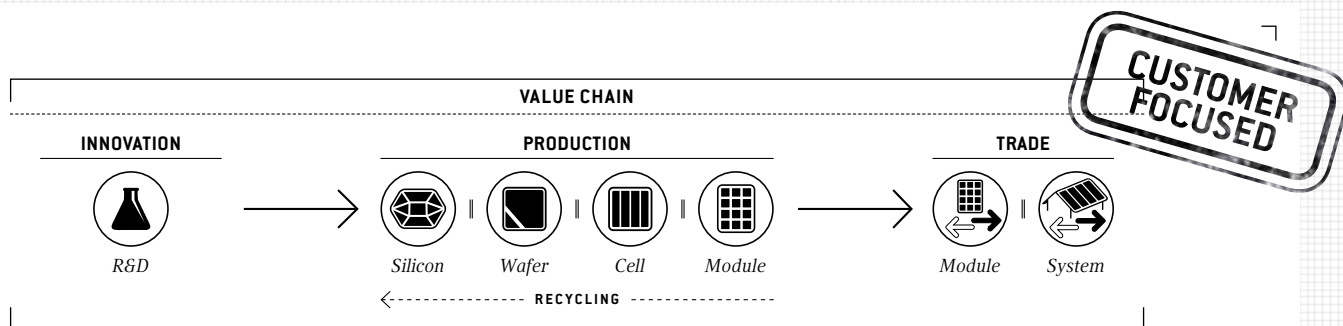 CUSTOMER
FOCUSED
VALUE CHAIN
INNOVATION
PRODUCTION
TRADE
R&D
Silicon
Wafer
Cell
Module
Module
System
RECYCLING